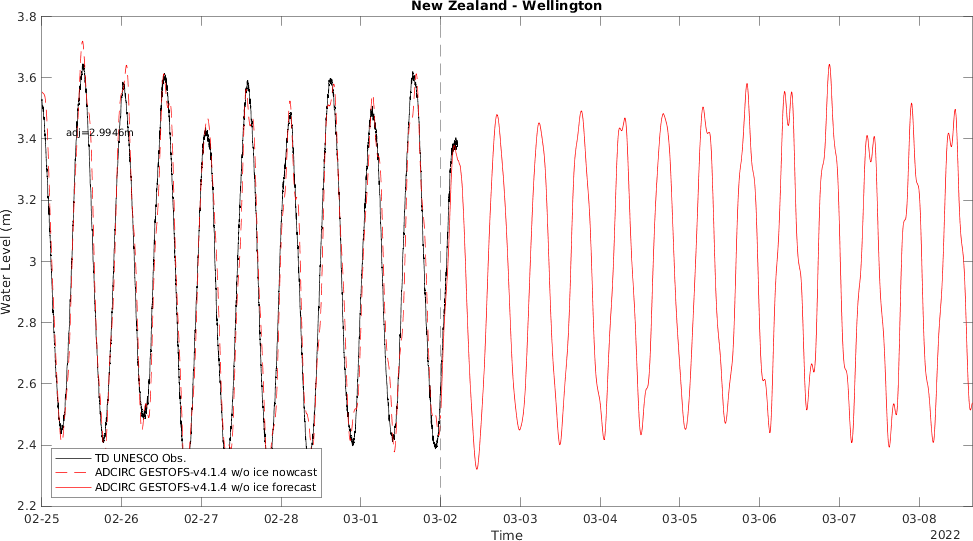 New Zealand - Wellington
3.8
3.6
3.4
3.2
3
2.8
2.6
2.4
2.2
Water Level (m)
adj=2.9946m
TD UNESCO Obs.
ADCIRC GESTOFS-v4.1.4 w/o ice nowcast
ADCIRC GESTOFS-v4.1.4 w/o ice forecast
02-25 02-26 02-27 02-28 03-01 03-02 03-03 03-04 03-05 03-06 03-07 03-08
Time
2022